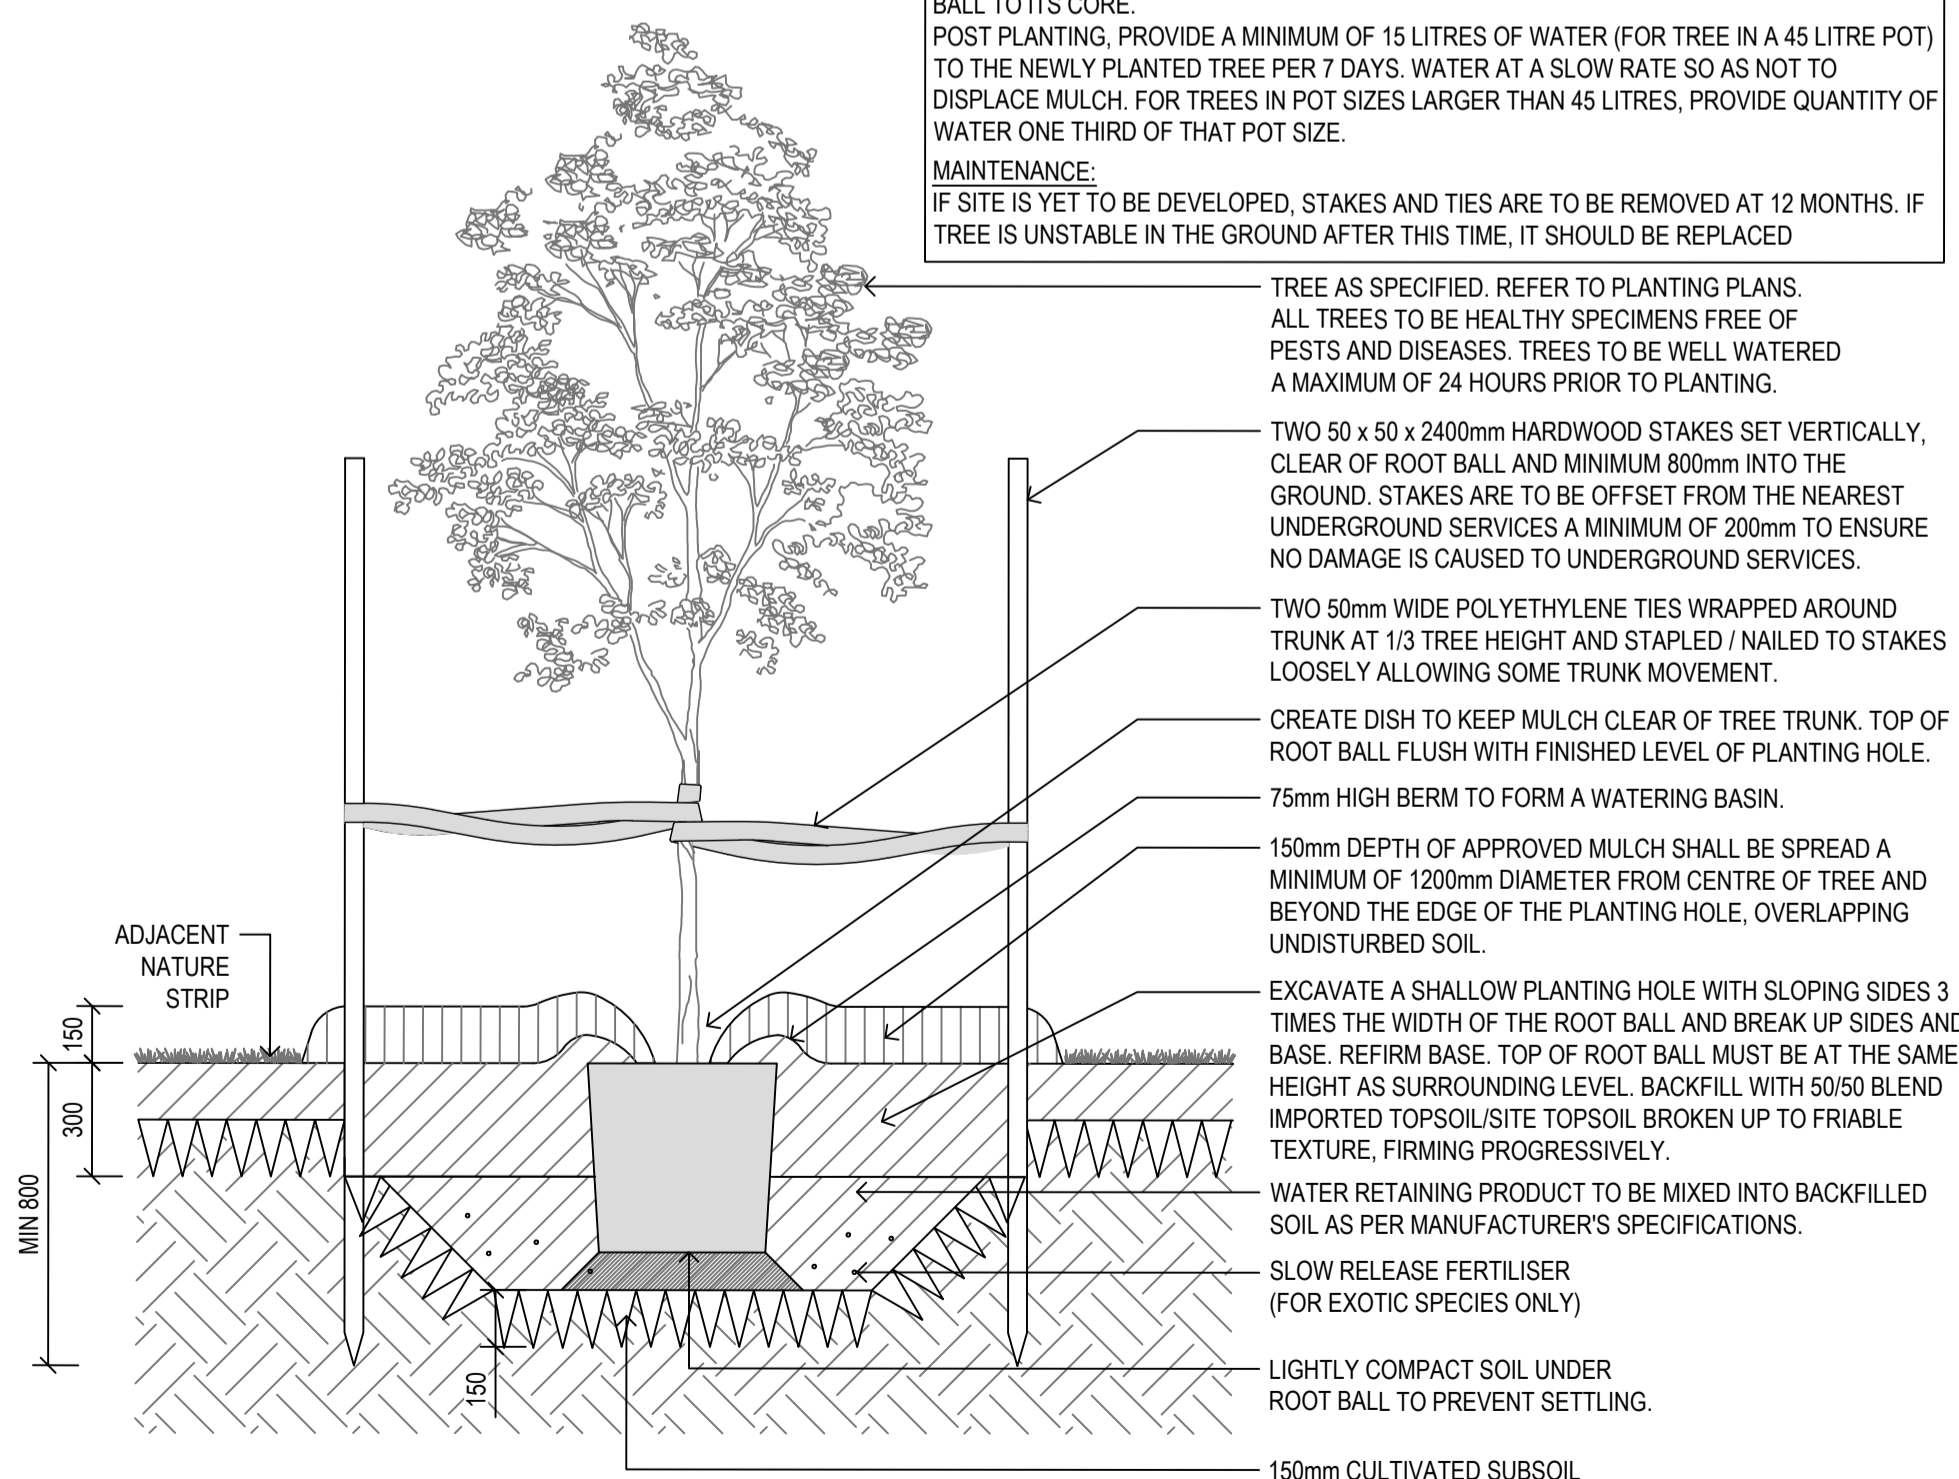 BALL TO ITS CORE.
POST PLANTING, PROVIDE A MINIMUM OF 15 LITRES OF WATER (FOR TREE IN A 45 LITRE POT)
TO THE NEWLY PLANTED TREE PER 7 DAYS. WATER AT A SLOW RATE SO AS NOT TO
DISPLACE MULCH. FOR TREES IN POT SIZES LARGER THAN 45 LITRES, PROVIDE QUANTITY OF
WATER ONE THIRD OF THAT POT SIZE.
MAINTENANCE:
IF SITE IS YET TO BE DEVELOPED, STAKES AND TIES ARE TO BE REMOVED AT 12 MONTHS. IF
TREE IS UNSTABLE IN THE GROUND AFTER THIS TIME, IT SHOULD BE REPLACED
TREE AS SPECIFIED. REFER TO PLANTING PLANS.
ALL TREES TO BE HEALTHY SPECIMENS FREE OF
PESTS AND DISEASES. TREES TO BE WELL WATERED
A MAXIMUM OF 24 HOURS PRIOR TO PLANTING.
TWO 50 x 50 x 2400mm HARDWOOD STAKES SET VERTICALLY,
CLEAR OF ROOT BALL AND MINIMUM 800mm INTO THE
GROUND. STAKES ARE TO BE OFFSET FROM THE NEAREST
UNDERGROUND SERVICES A MINIMUM OF 200mm TO ENSURE
NO DAMAGE IS CAUSED TO UNDERGROUND SERVICES.
TWO 50mm WIDE POLYETHYLENE TIES WRAPPED AROUND
TRUNK AT 1/3 TREE HEIGHT AND STAPLED / NAILED TO STAKES
LOOSELY ALLOWING SOME TRUNK MOVEMENT.
CREATE DISH TO KEEP MULCH CLEAR OF TREE TRUNK. TOP OF
ROOT BALL FLUSH WITH FINISHED LEVEL OF PLANTING HOLE.
75mm HIGH BERM TO FORM A WATERING BASIN.
150mm DEPTH OF APPROVED MULCH SHALL BE SPREAD A
MINIMUM OF 1200mm DIAMETER FROM CENTRE OF TREE AND
BEYOND THE EDGE OF THE PLANTING HOLE, OVERLAPPING
UNDISTURBED SOIL.
EXCAVATE A SHALLOW PLANTING HOLE WITH SLOPING SIDES 3
TIMES THE WIDTH OF THE ROOT BALL AND BREAK UP SIDES AND
BASE. REFIRM BASE. TOP OF ROOT BALL MUST BE AT THE SAME
HEIGHT AS SURROUNDING LEVEL. BACKFILL WITH 50/50 BLEND
IMPORTED TOPSOIL/SITE TOPSOIL BROKEN UP TO FRIABLE
TEXTURE, FIRMING PROGRESSIVELY.
WATER RETAINING PRODUCT TO BE MIXED INTO BACKFILLED
SOIL AS PER MANUFACTURER'S SPECIFICATIONS.
SLOW RELEASE FERTILISER
(FOR EXOTIC SPECIES ONLY)
LIGHTLY COMPACT SOIL UNDER
ROOT BALL TO PREVENT SETTLING.
150mm CULTIVATED SUBSOIL
ADJACENT
NATURE
STRIP
150
300
MIN 800
150